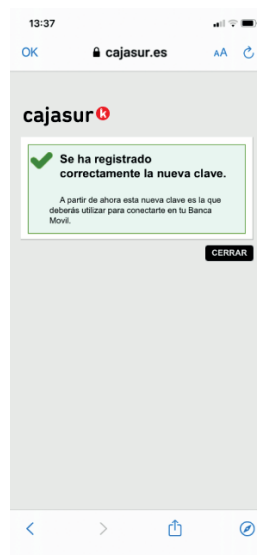 13:37
OK cajasur.es AA
cajasur k
Se ha registrado
correctamente la nueva clave.
A partir de ahora esta nueva clave es la que
deberás utilizar para conectarte en tu Banca
Movil.
CERRAR